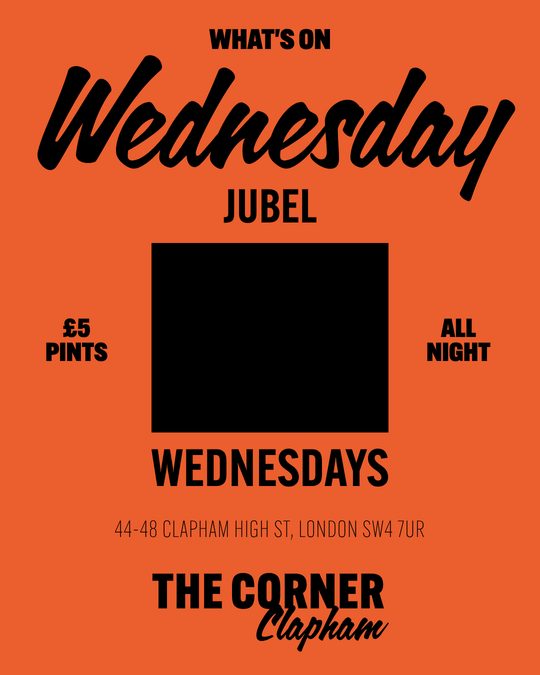 WHAT'S ON
Wednesday
JUBEL
£5
PINTS
ALL
NIGHT
WEDNESDAYS
44-48 CLAPHAM HIGH ST, LONDON SW4 7UR
THE CORNER
Clapham